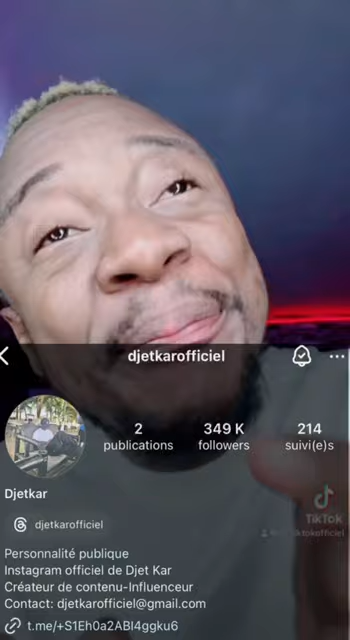 djetkarofficiel
2
publications
349 K
followers
214
suivi(e)s
Djetkar
djetkarofficiel
TikTok
Personnalité publique
Instagram officiel de Djet Kar
Créateur de contenu-Influenceur
Contact: djetkarofficiel@gmail.com
t.me/+S1Eh0a2ABl4ggku6